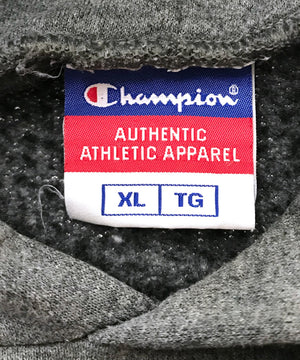 Champion®
AUTHENTIC
ATHLETIC APPAREL
XL TG